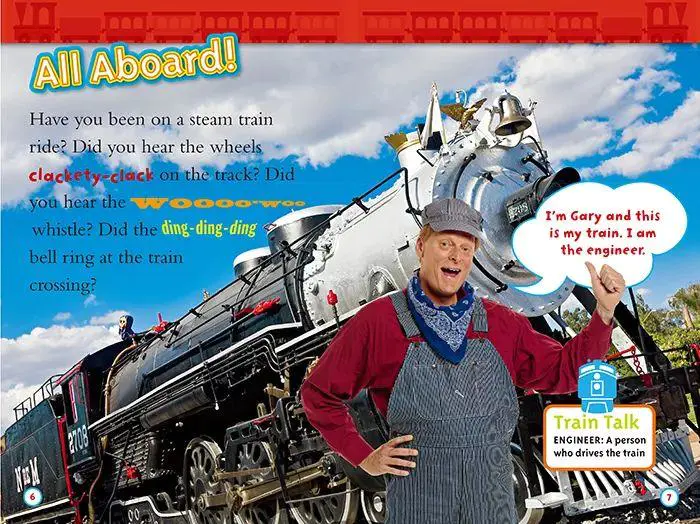 All Aboard!
Have you been on a steam train
ride? Did you hear the wheels
clackety-clack on the track? Did
you hear the woooo-woo
whistle? Did the ding-ding-ding
bell ring at the train
crossing?
I'm Gary and this
is my train. I am
the engineer.
Train Talk
ENGINEER: A person
who drives the train
2708
N DE M
6
7